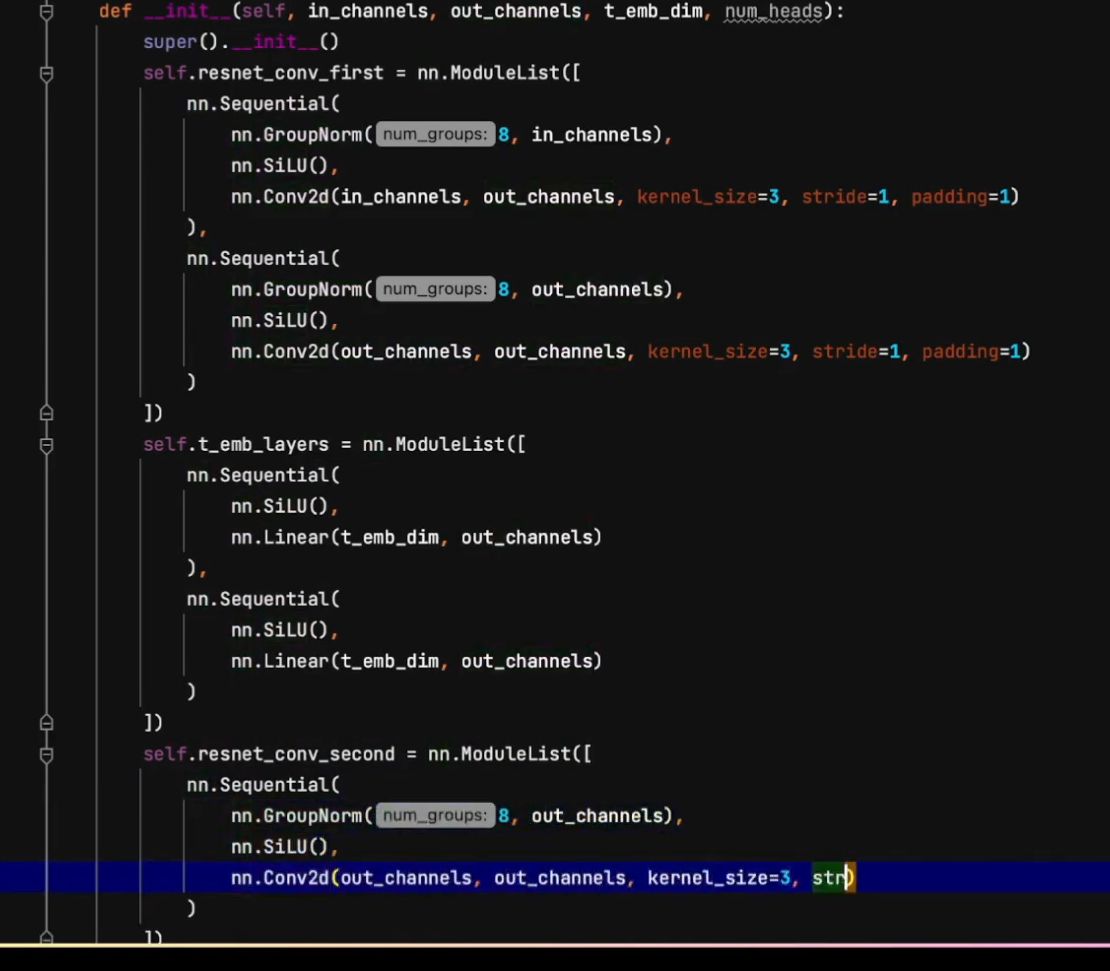 def __init__(self, in_channels, out_channels, t_emb_dim, num_heads):
super().__init__()
self.resnet_conv_first = nn.ModuleList([
nn.Sequential(
nn.GroupNorm( num_groups: 8, in_channels),
nn.SiLU(),
nn.Conv2d(in_channels, out_channels, kernel_size=3, stride=1, padding=1)
),
nn.Sequential(
nn.GroupNorm( num_groups: 8, out_channels),
nn.SiLU(),
nn.Conv2d(out_channels, out_channels, kernel_size=3, stride=1, padding=1)
)
])
self.t_emb_layers = nn.ModuleList([
nn.Sequential(
nn.SiLU(),
nn.Linear(t_emb_dim, out_channels)
),
nn.Sequential(
nn.SiLU(),
nn.Linear(t_emb_dim, out_channels)
)
])
self.resnet_conv_second = nn.ModuleList([
nn.Sequential(
nn.GroupNorm( num_groups: 8, out_channels),
nn.SiLU(),
nn.Conv2d(out_channels, out_channels, kernel_size=3, str)
)
])